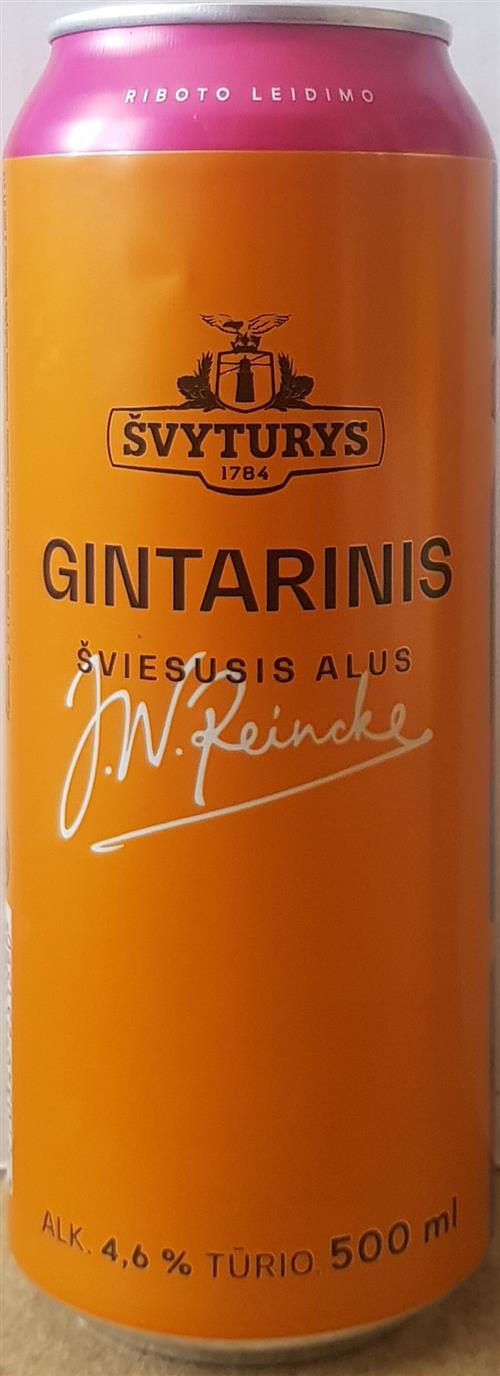 RIBOTO LEIDIMO
ŠVYTURYS
1784
GINTARINIS
ŠVIESUSIS ALUS
J.W. Reincke
ALK. 4,6 % TŪRIO. 500 ml